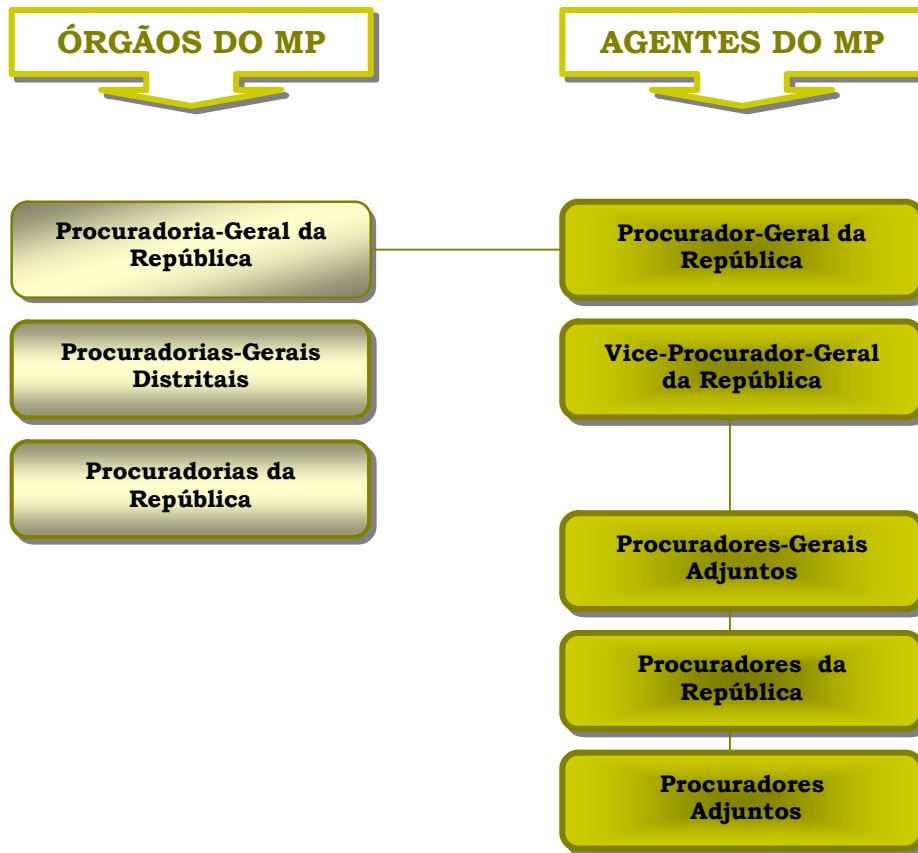 ÓRGÃOS DO MP
Procuradoria-Geral da
República
Procuradorias-Gerais
Distritais
Procuradorias da
República
AGENTES DO MP
Procurador-Geral da
República
Vice-Procurador-Geral
da República
Procuradores-Gerais
Adjuntos
Procuradores da
República
Procuradores
Adjuntos